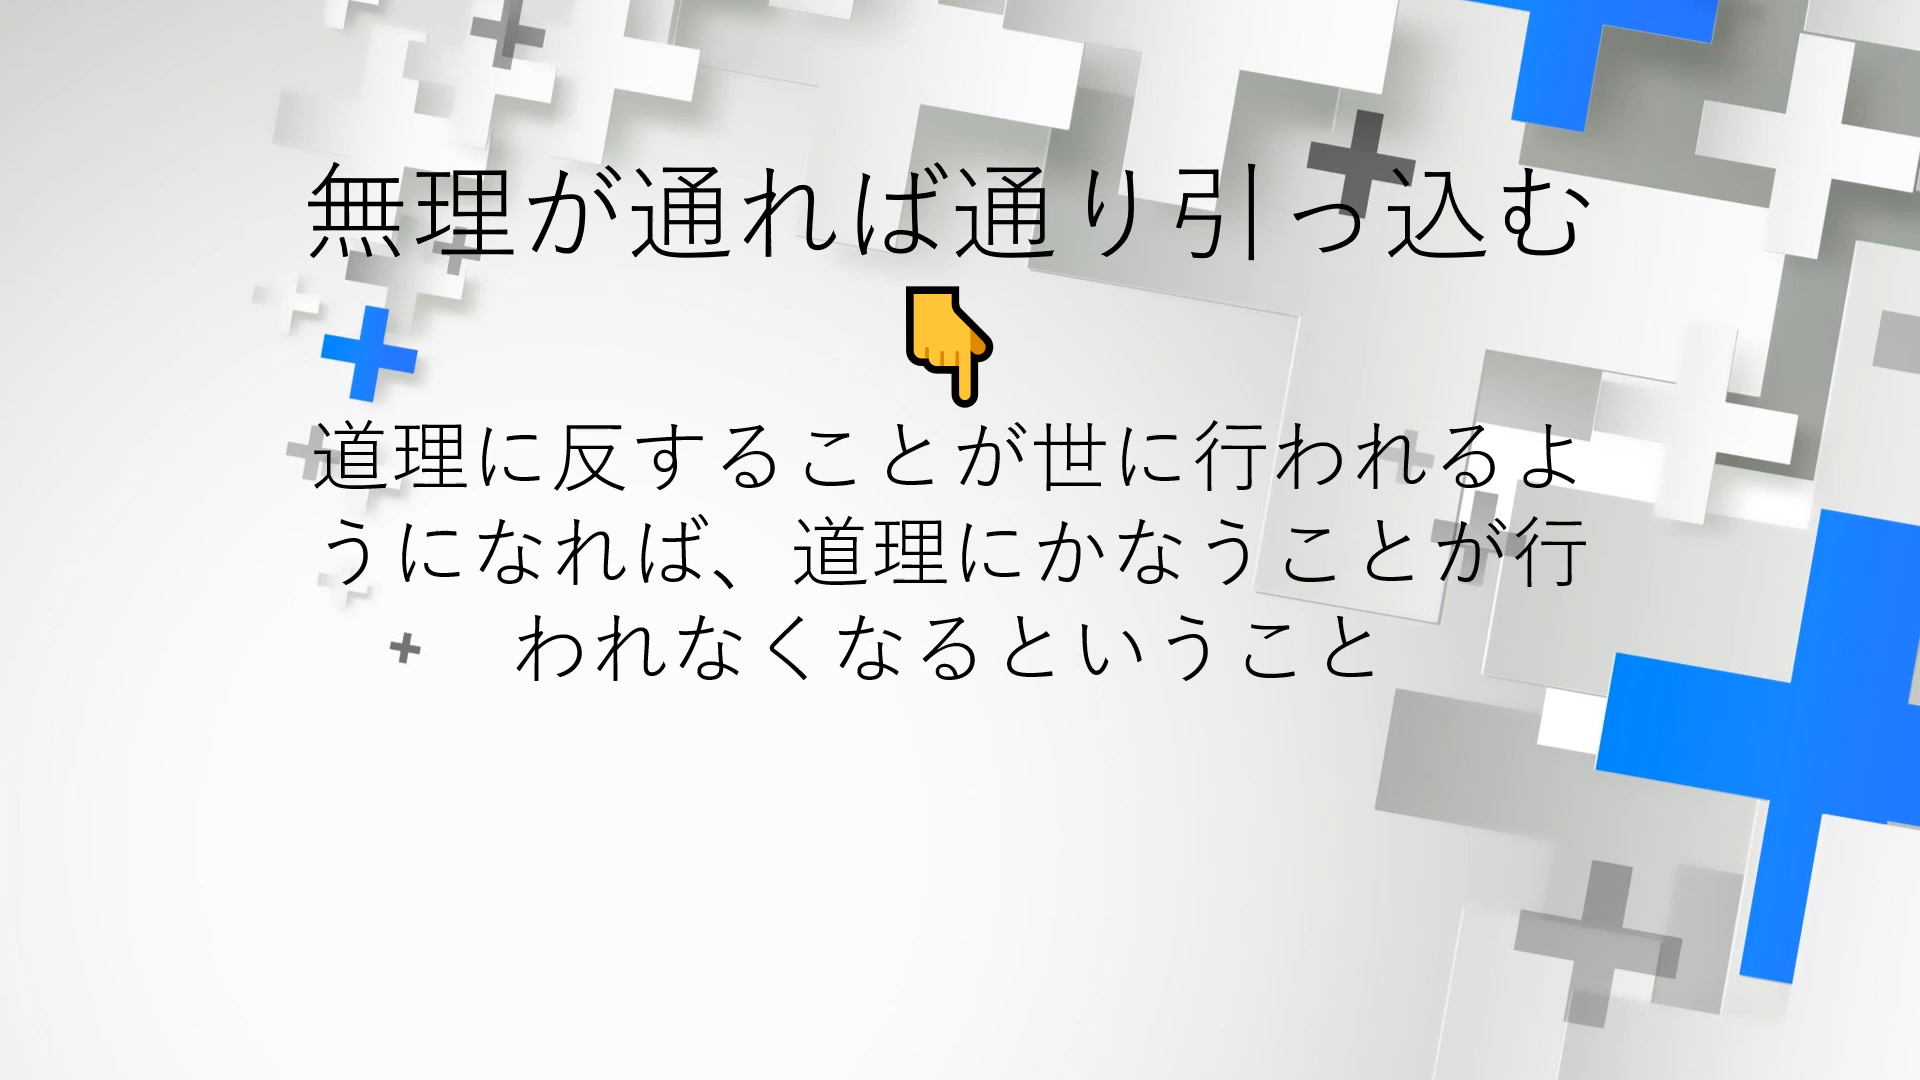 無理が通れば通り引っ込む
道理に反することが世に行われるよ
うになれば、道理にかなうことが行
われなくなるということ